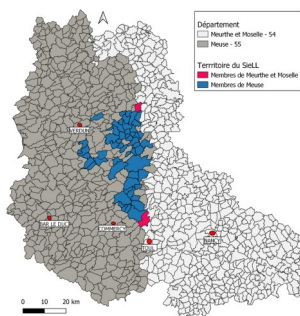 Département
Meurthe et Moselle - 54
Meuse - 55
Terrritoire du SieLL
Membres de Meurthe et Moselle
Membres de Meuse
VERDUN
BAR LE DUC
COMMERCY
TOUL
NANCY
0 10 20 km